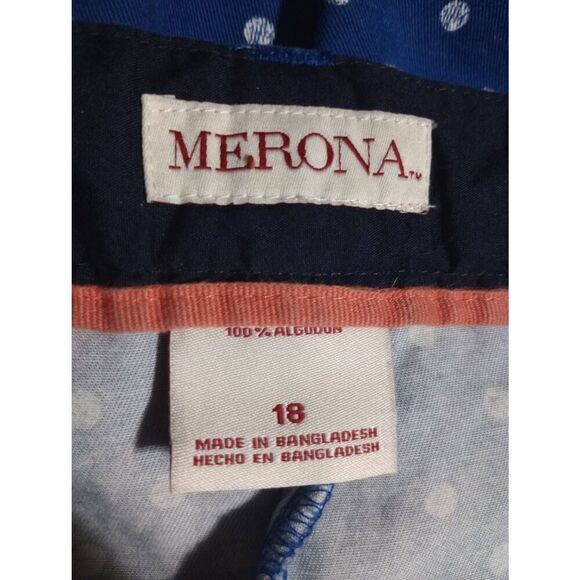 MERONA™
100% ALGODON
18
MADE IN BANGLADESH
HECHO EN BANGLADESH